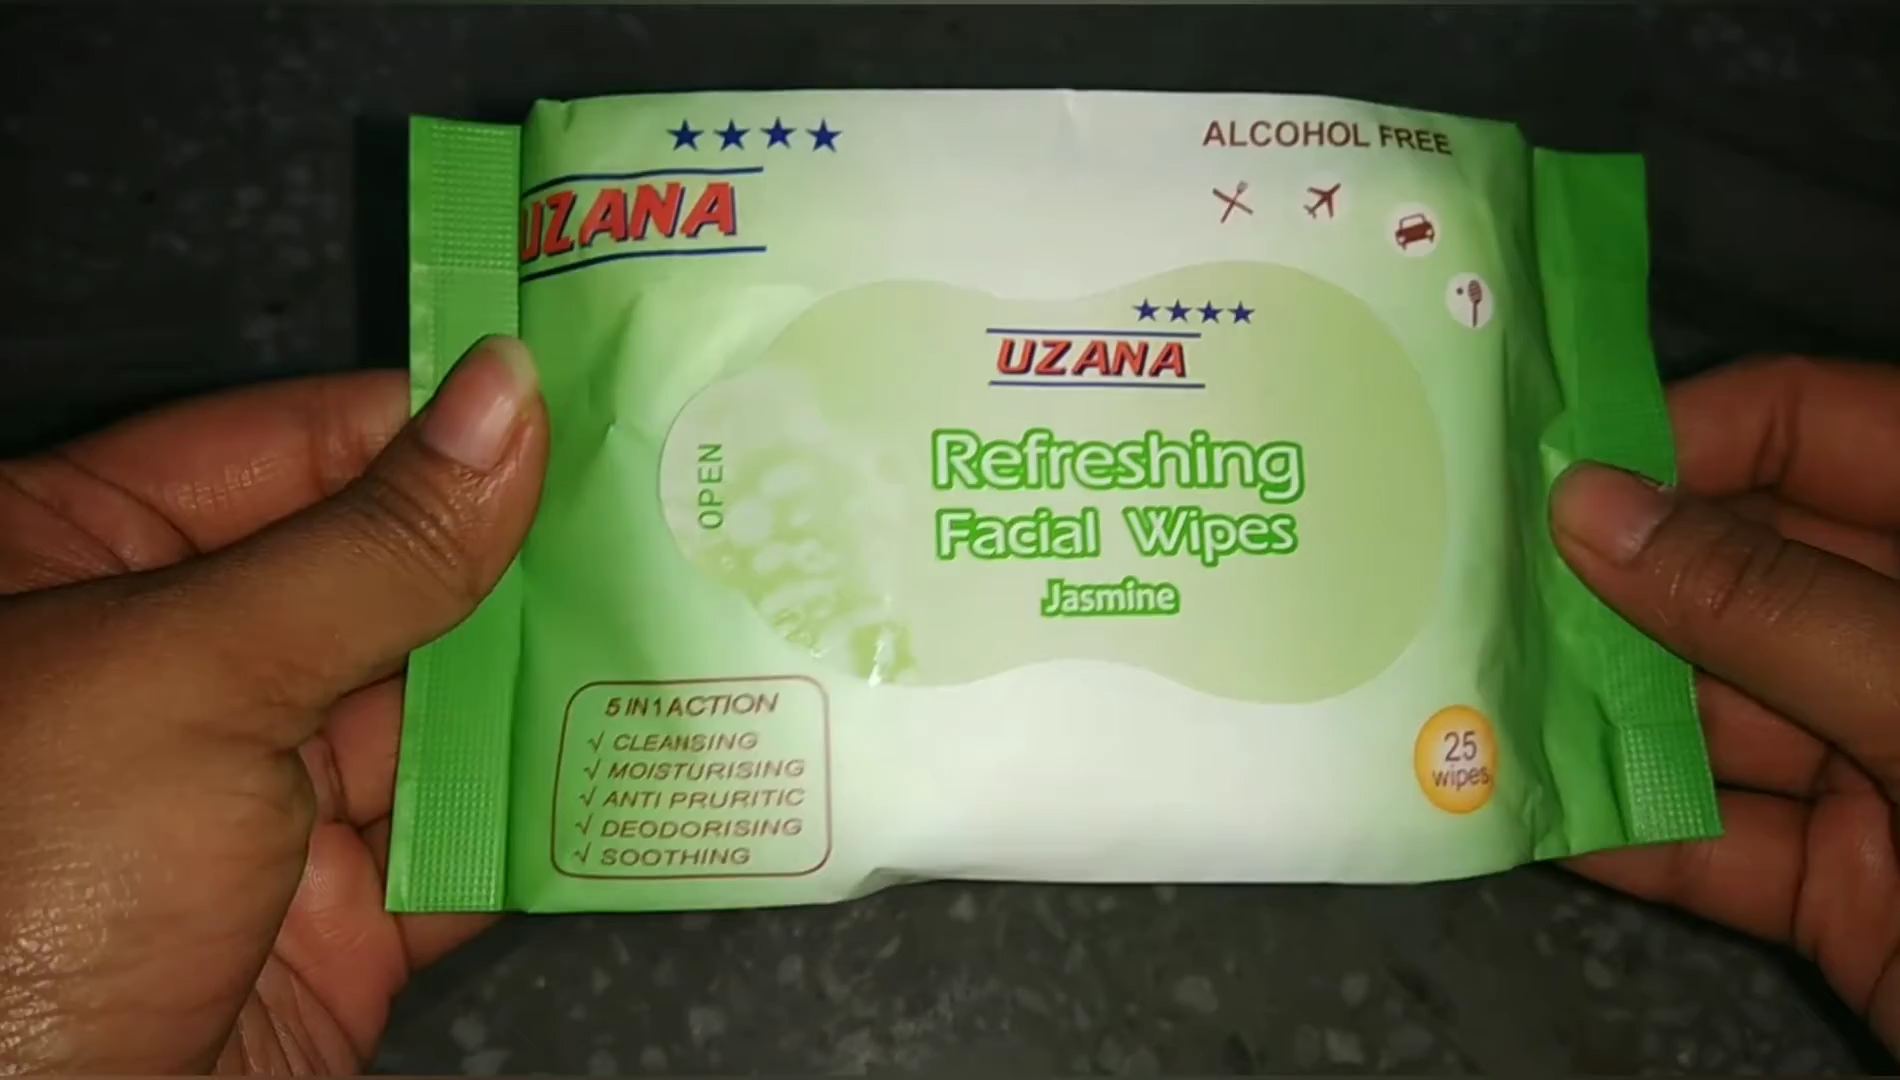 UZANA
ALCOHOL FREE
UZANA
Refreshing
Facial Wipes
Jasmine
OPEN
5 IN 1 ACTION
√ CLEANSING
√ MOISTURISING
√ ANTI PRURITIC
√ DEODORISING
√ SOOTHING
25
wipes